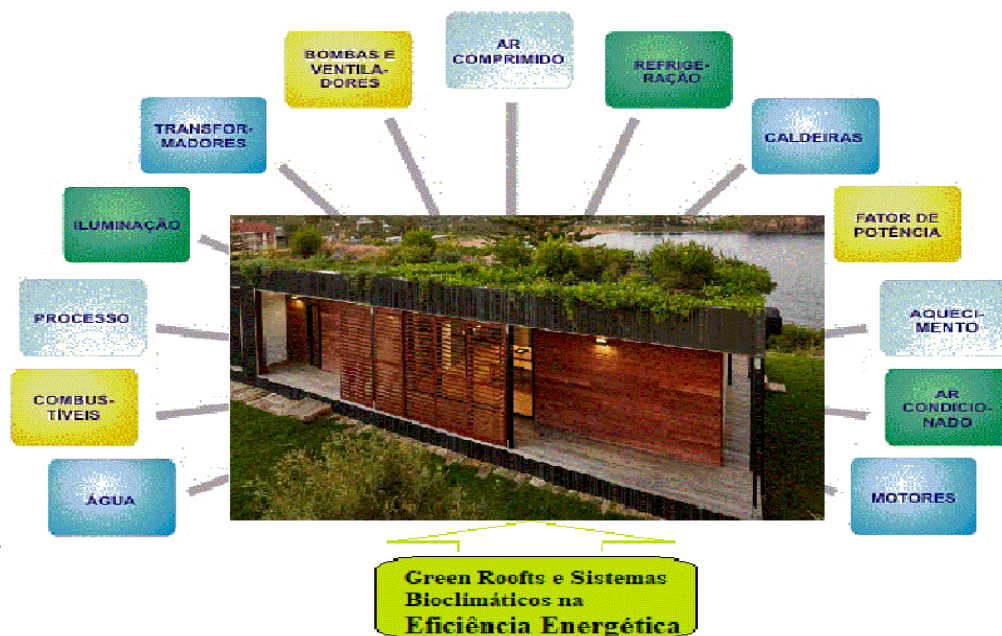 BOMBAS E
VENTILA-
DORES
AR
COMPRIMIDO
REFRIGE-
RAÇÃO
TRANSFOR-
MADORES
CALDEIRAS
ILUMINAÇÃO
FATOR DE
POTÊNCIA
PROCESSO
AQUECI-
MENTO
COMBUS-
TÍVEIS
AR
CONDICIO-
NADO
ÁGUA
MOTORES
Green Roofts e Sistemas
Bioclimáticos na
Eficiência Energética